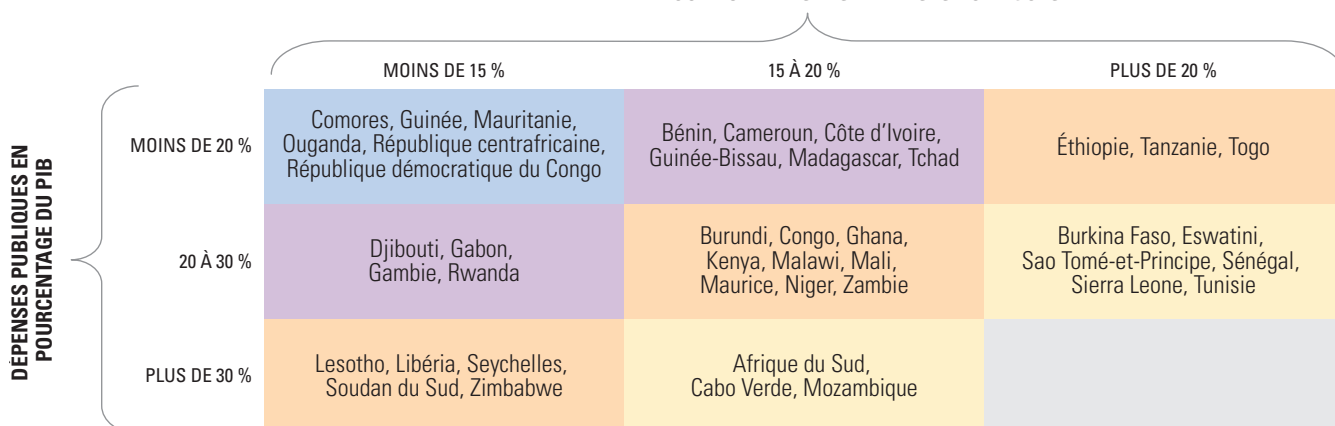 MOINS DE 15 %
15 À 20 %
PLUS DE 20 %
DÉPENSES PUBLIQUES EN
POURCENTAGE DU PIB
MOINS DE 20 %
Comores, Guinée, Mauritanie,
Ouganda, République centrafricaine,
République démocratique du Congo
Bénin, Cameroun, Côte d'Ivoire,
Guinée-Bissau, Madagascar, Tchad
Éthiopie, Tanzanie, Togo
20 À 30 %
Djibouti, Gabon,
Gambie, Rwanda
Burundi, Congo, Ghana,
Kenya, Malawi, Mali,
Maurice, Niger, Zambie
Burkina Faso, Eswatini,
Sao Tomé-et-Principe, Sénégal,
Sierra Leone, Tunisie
PLUS DE 30 %
Lesotho, Libéria, Seychelles,
Soudan du Sud, Zimbabwe
Afrique du Sud,
Cabo Verde, Mozambique